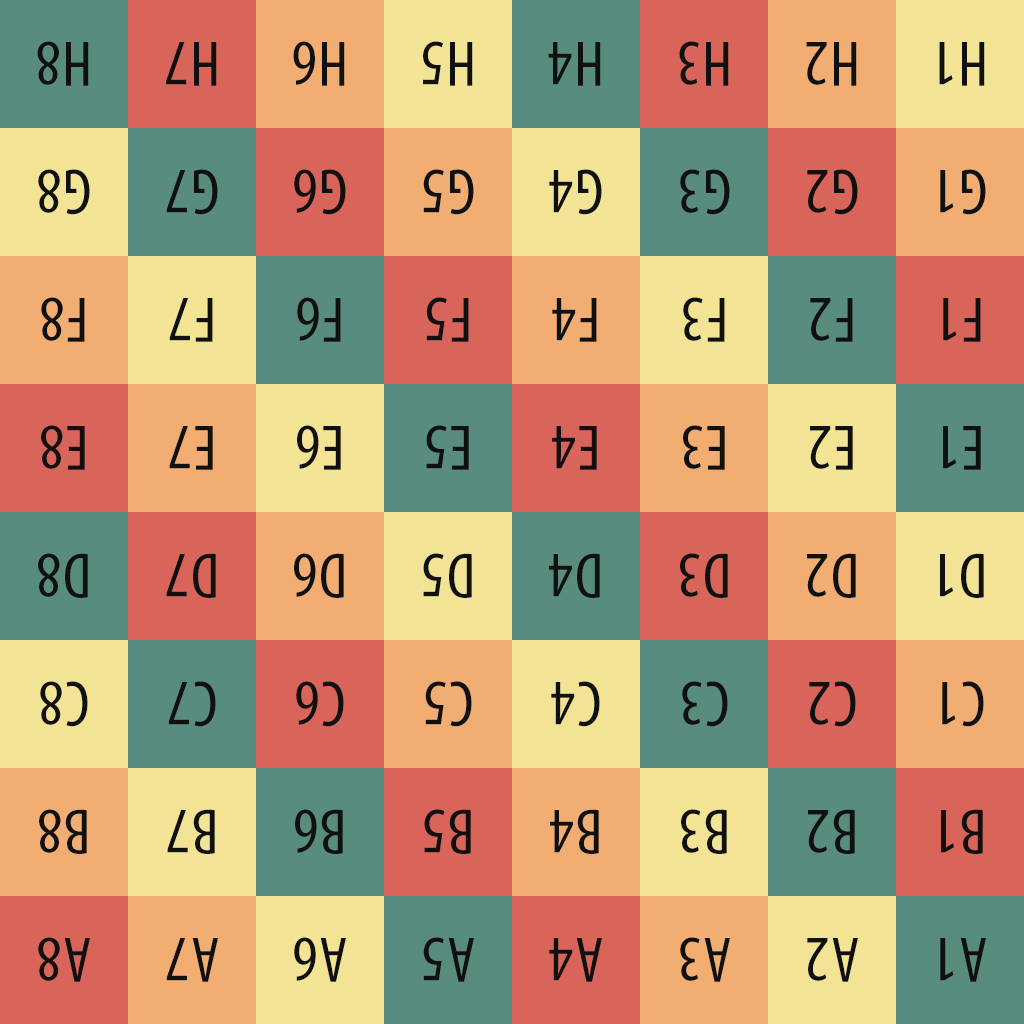 A1 A2 A3 A4 A5 A6 A7 A8
B1 B2 B3 B4 B5 B6 B7 B8
C1 C2 C3 C4 C5 C6 C7 C8
D1 D2 D3 D4 D5 D6 D7 D8
E1 E2 E3 E4 E5 E6 E7 E8
F1 F2 F3 F4 F5 F6 F7 F8
G1 G2 G3 G4 G5 G6 G7 G8
H1 H2 H3 H4 H5 H6 H7 H8